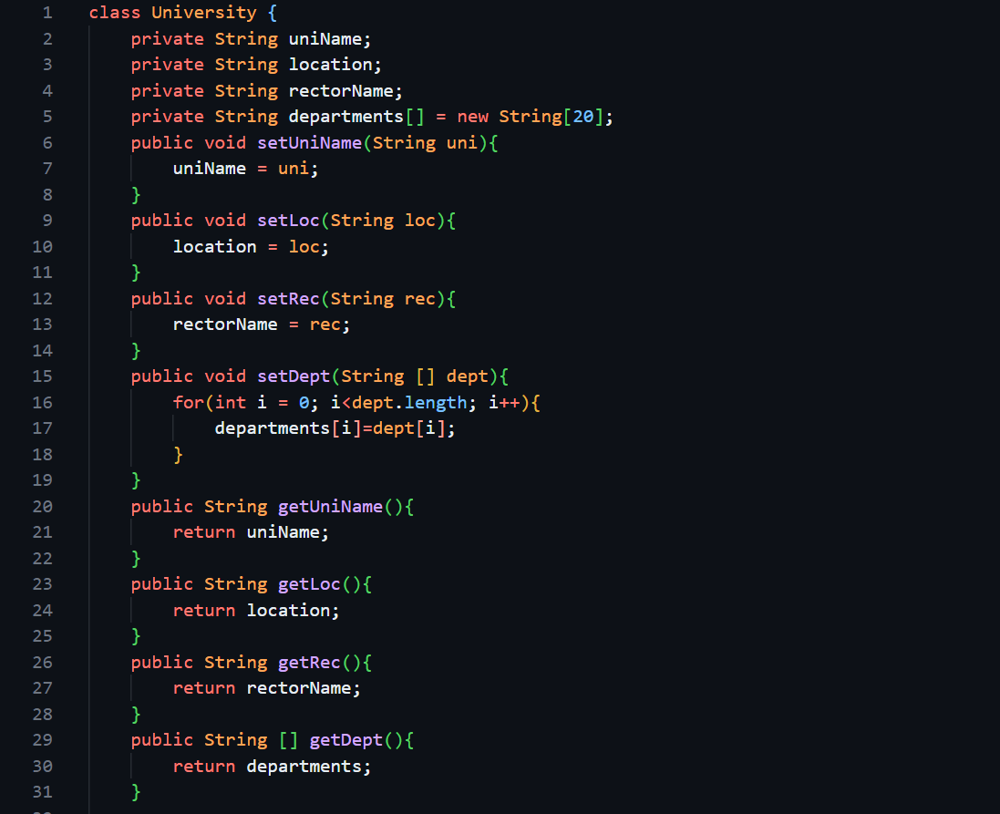 1 class University {
2 private String uniName;
3 private String location;
4 private String rectorName;
5 private String departments[] = new String[20];
6 public void setUniName(String uni){
7 uniName = uni;
8 }
9 public void setLoc(String loc){
10 location = loc;
11 }
12 public void setRec(String rec){
13 rectorName = rec;
14 }
15 public void setDept(String [] dept){
16 for(int i = 0; i<dept.length; i++){
17 departments[i]=dept[i];
18 }
19 }
20 public String getUniName(){
21 return uniName;
22 }
23 public String getLoc(){
24 return location;
25 }
26 public String getRec(){
27 return rectorName;
28 }
29 public String [] getDept(){
30 return departments;
31 }